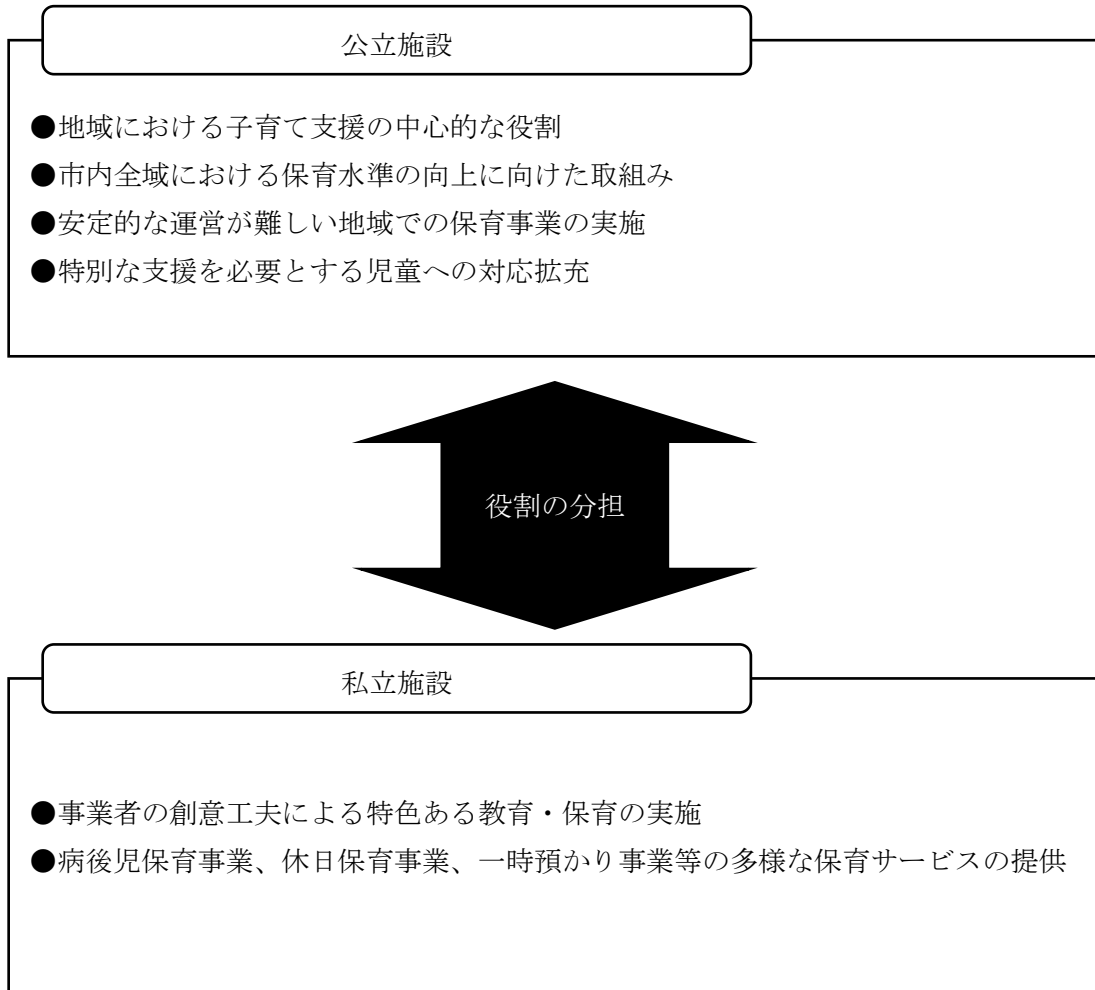 公立施設
●地域における子育て支援の中心的な役割
●市内全域における保育水準の向上に向けた取組み
●安定的な運営が難しい地域での保育事業の実施
●特別な支援を必要とする児童への対応拡充
役割の分担
私立施設
●事業者の創意工夫による特色ある教育・保育の実施
●病後児保育事業、休日保育事業、一時預かり事業等の多様な保育サービスの提供